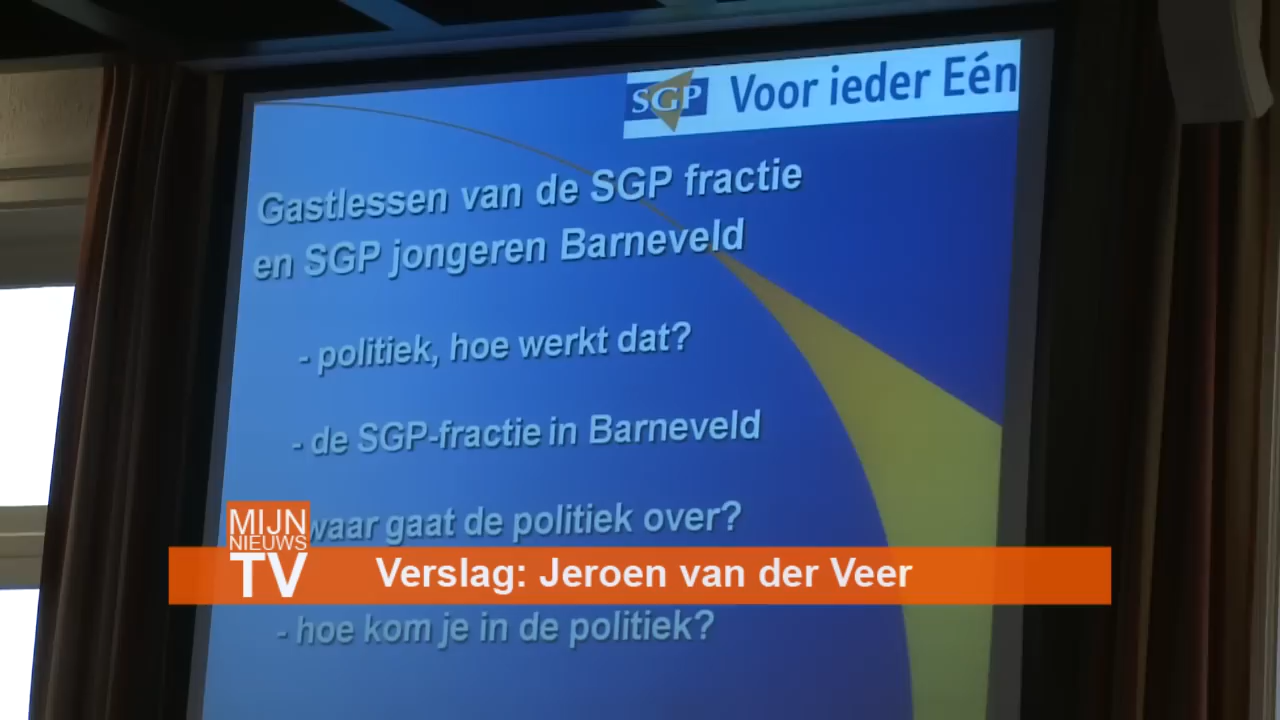 SGP Voor ieder Eén
Gastlessen van de SGP fractie
en SGP jongeren Barneveld
- politiek, hoe werkt dat?
- de SGP-fractie in Barneveld
waar gaat de politiek over?
MIJN
NIEUWS
TV
Verslag: Jeroen van der Veer
- hoe kom je in de politiek?